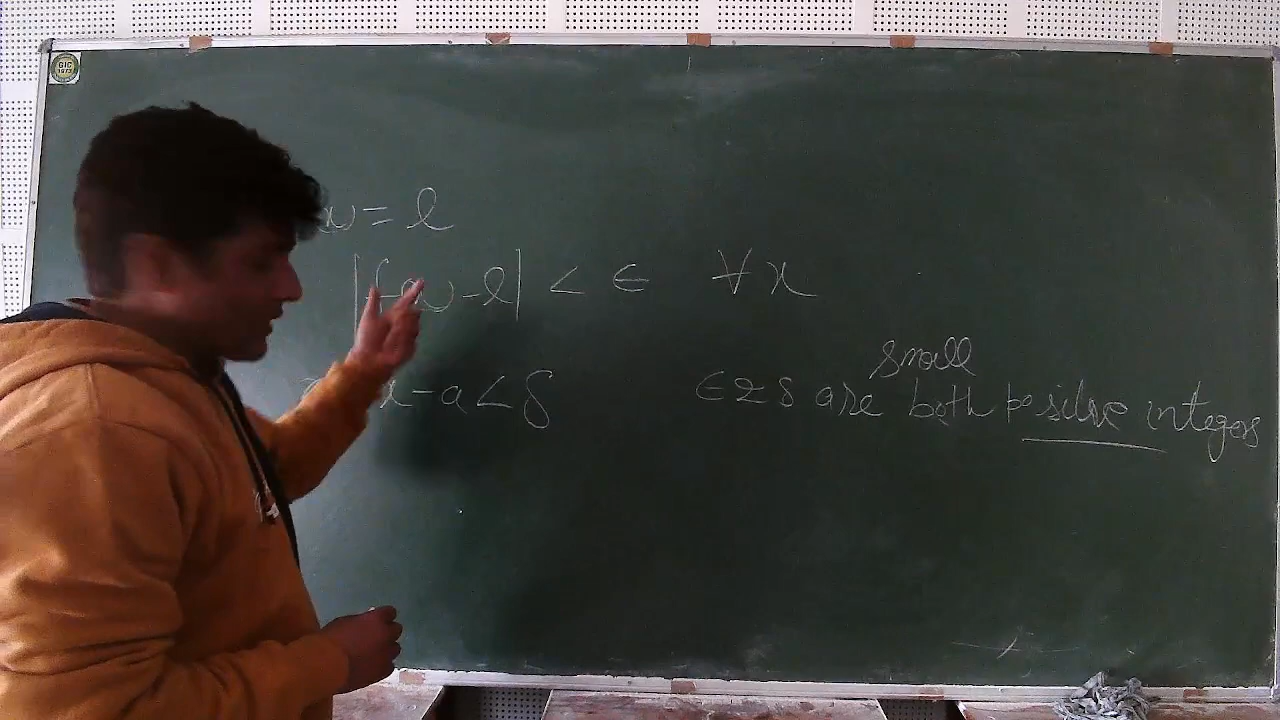 = l
|f(x) - l| < ∈ ∀ x
x - a < δ
small
∈ & δ are both positive integers